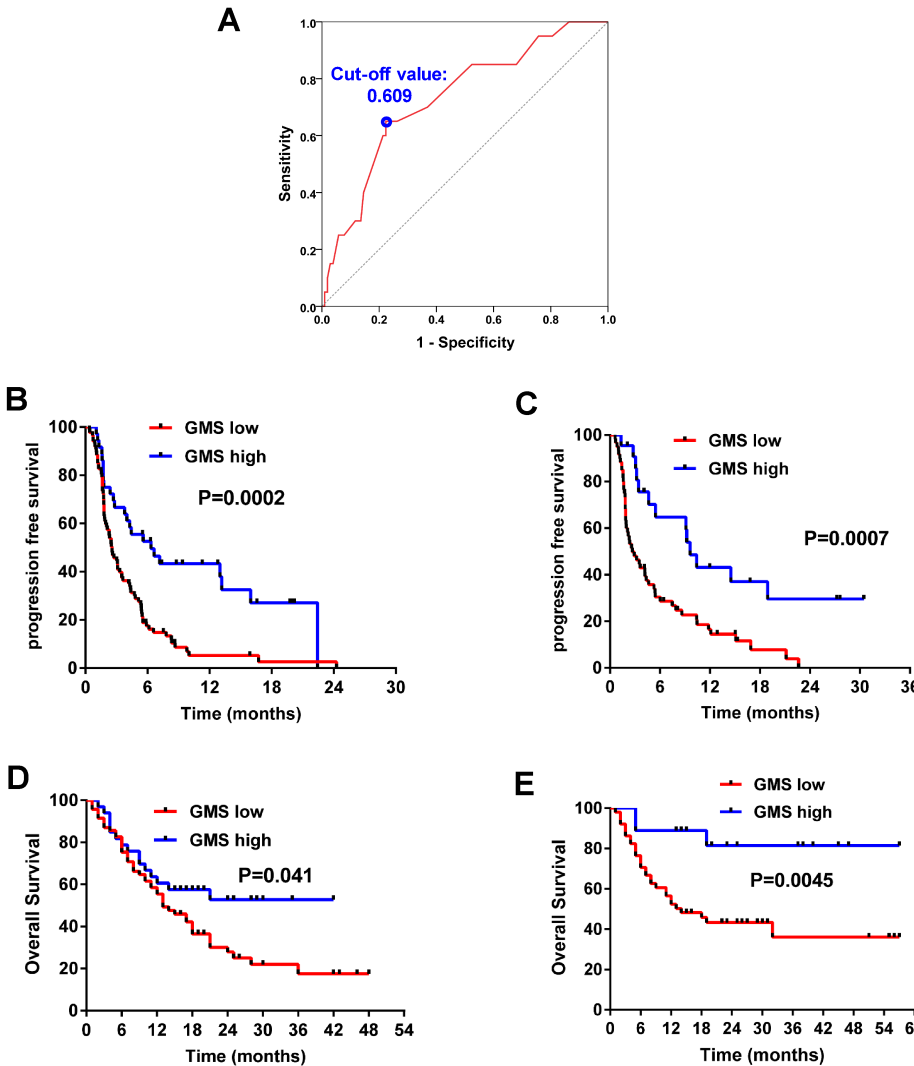 A
1.0
0.8
0.6
0.4
0.2
0.0
Sensitivity
Cut-off value:
0.609
0.0 0.2 0.4 0.6 0.8 1.0
1 - Specificity
B
GMS low
GMS high
P=0.0002
100
80
60
40
20
0
progression free survival
0 6 12 18 24 30
Time (months)
C
GMS low
GMS high
P=0.0007
100
80
60
40
20
0
progression free survival
0 6 12 18 24 30 36
Time (months)
D
GMS low
GMS high
P=0.041
100
80
60
40
20
0
Overall Survival
0 6 12 18 24 30 36 42 48 54
Time (months)
E
GMS low
GMS high
P=0.0045
100
80
60
40
20
0
Overall Survival
0 6 12 18 24 30 36 42 48 54
Time (months)